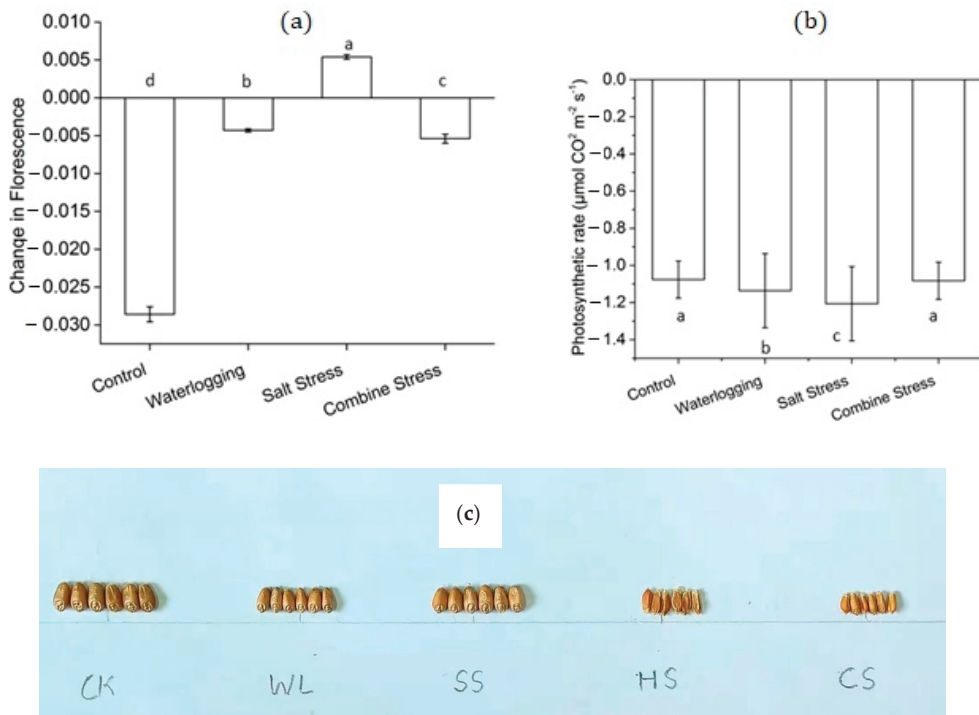 (a)
Change in Florescence
0.010
0.005
0.000
−0.005
−0.010
−0.015
−0.020
−0.025
−0.030
d
b
a
c
Control
Waterlogging
Salt Stress
Combine Stress
(b)
Photosynthetic rate (μmol CO² m⁻² s⁻¹)
0.0
−0.2
−0.4
−0.6
−0.8
−1.0
−1.2
−1.4
a
b
c
a
Control
Waterlogging
Salt Stress
Combine Stress
(c)
CK WL SS HS CS